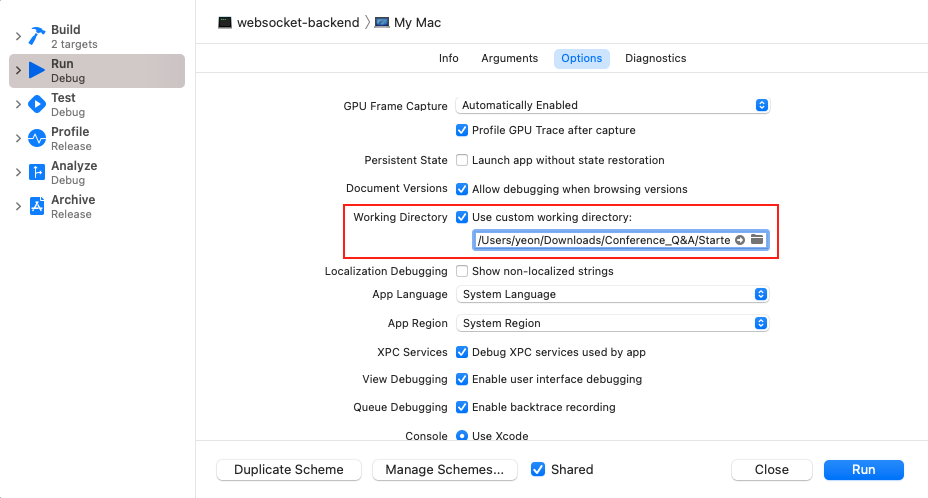 Build
2 targets
Run
Debug
Test
Debug
Profile
Release
Analyze
Debug
Archive
Release
websocket-backend My Mac
Info Arguments Options Diagnostics
GPU Frame Capture Automatically Enabled
Profile GPU Trace after capture
Persistent State Launch app without state restoration
Document Versions Allow debugging when browsing versions
Working Directory Use custom working directory:
/Users/yeon/Downloads/Conference_Q&A/Starte
Localization Debugging Show non-localized strings
App Language System Language
App Region System Region
XPC Services Debug XPC services used by app
View Debugging Enable user interface debugging
Queue Debugging Enable backtrace recording
Console Use Xcode
Duplicate Scheme Manage Schemes... Shared Close Run